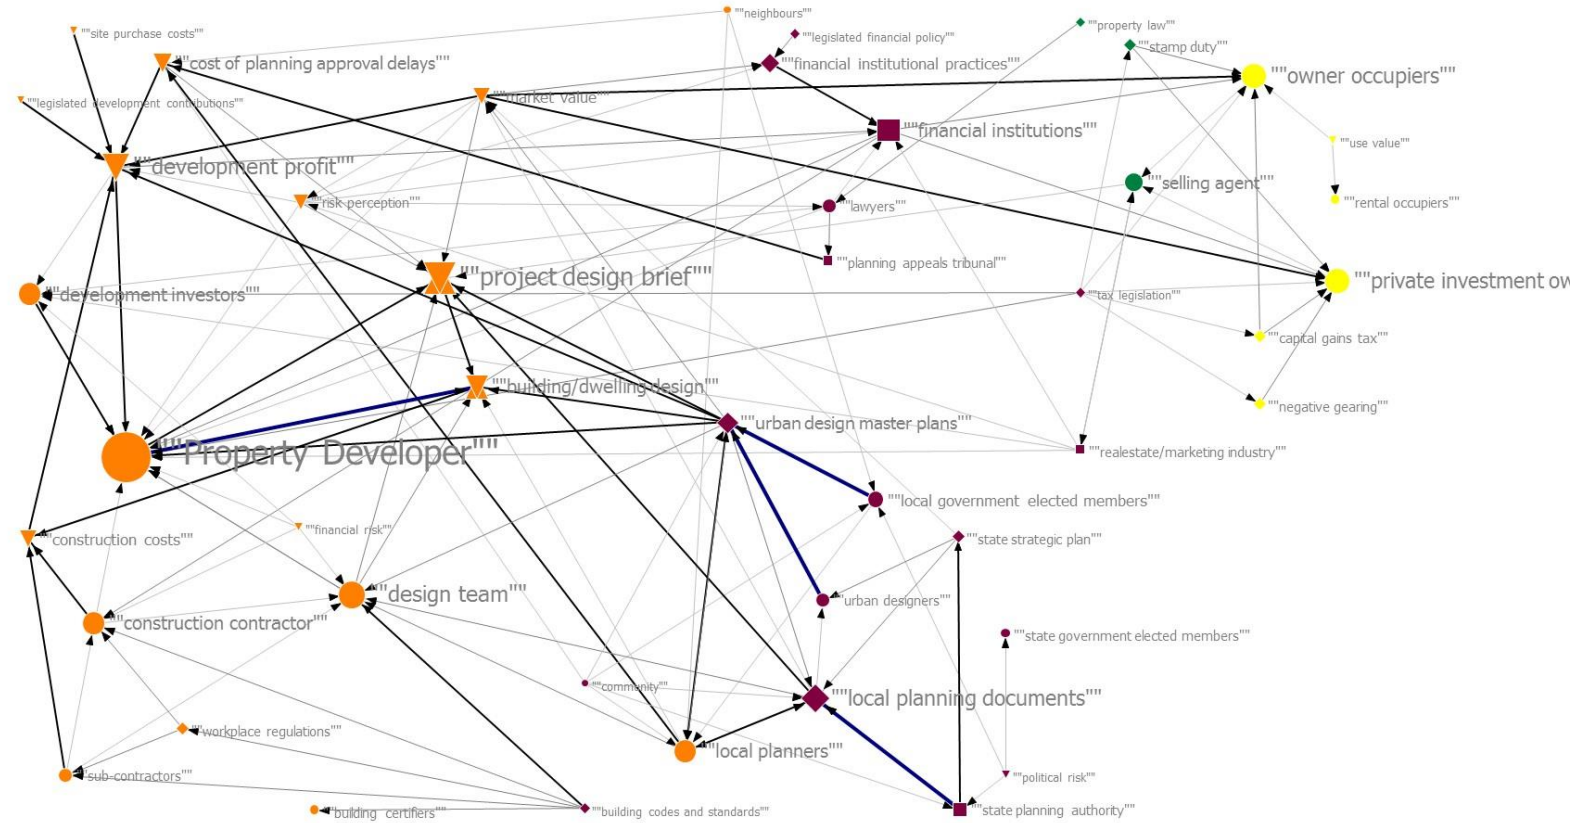 ""neighbours""
""property law""
""site purchase costs""
""legislated financial policy""
""stamp duty""
""cost of planning approval delays""
""financial institutional practices""
""owner occupiers""
""legislated development contributions""
""market value""
""financial institutions""
""use value""
""development profit""
""selling agent""
""risk perception""
""lawyers""
""rental occupiers""
""planning appeals tribunal""
""project design brief""
""private investment ow
""development investors""
""tax legislation""
""capital gains tax""
""building/dwelling design""
""negative gearing""
""urban design master plans""
""Property Developer""
""realestate/marketing industry""
""local government elected members""
""financial risk""
""construction costs""
""state strategic plan""
""design team""
""urban designers""
""construction contractor""
""state government elected members""
""community""
""local planning documents""
""workplace regulations""
""local planners""
""sub-contractors""
""political risk""
""building certifiers""
""building codes and standards""
""state planning authority""